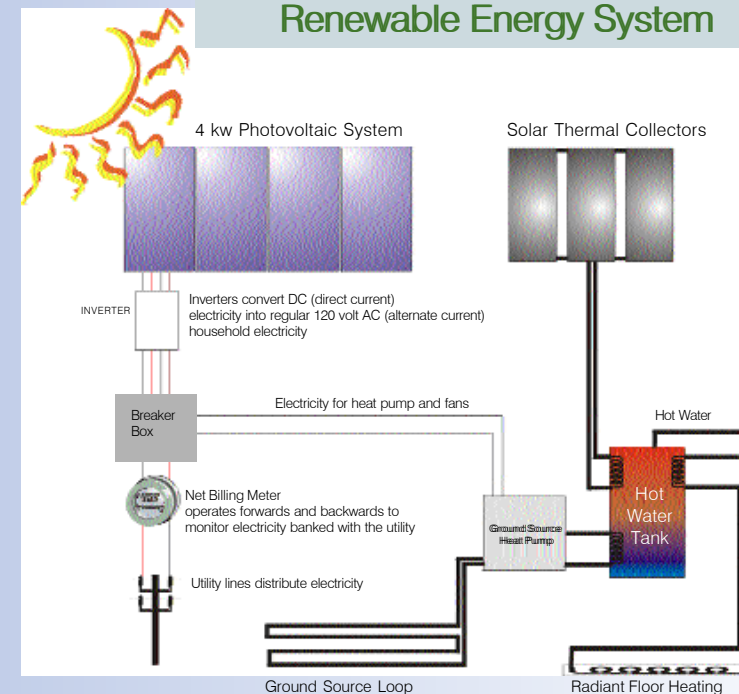 Renewable Energy System
4 kw Photovoltaic System
Solar Thermal Collectors
INVERTER
Inverters convert DC (direct current)
electricity into regular 120 volt AC (alternate current)
household electricity
Breaker
Box
Electricity for heat pump and fans
Hot Water
Net Billing Meter
operates forwards and backwards to
monitor electricity banked with the utility
Ground Source
Heat Pump
Hot
Water
Tank
Utility lines distribute electricity
Ground Source Loop
Radiant Floor Heating